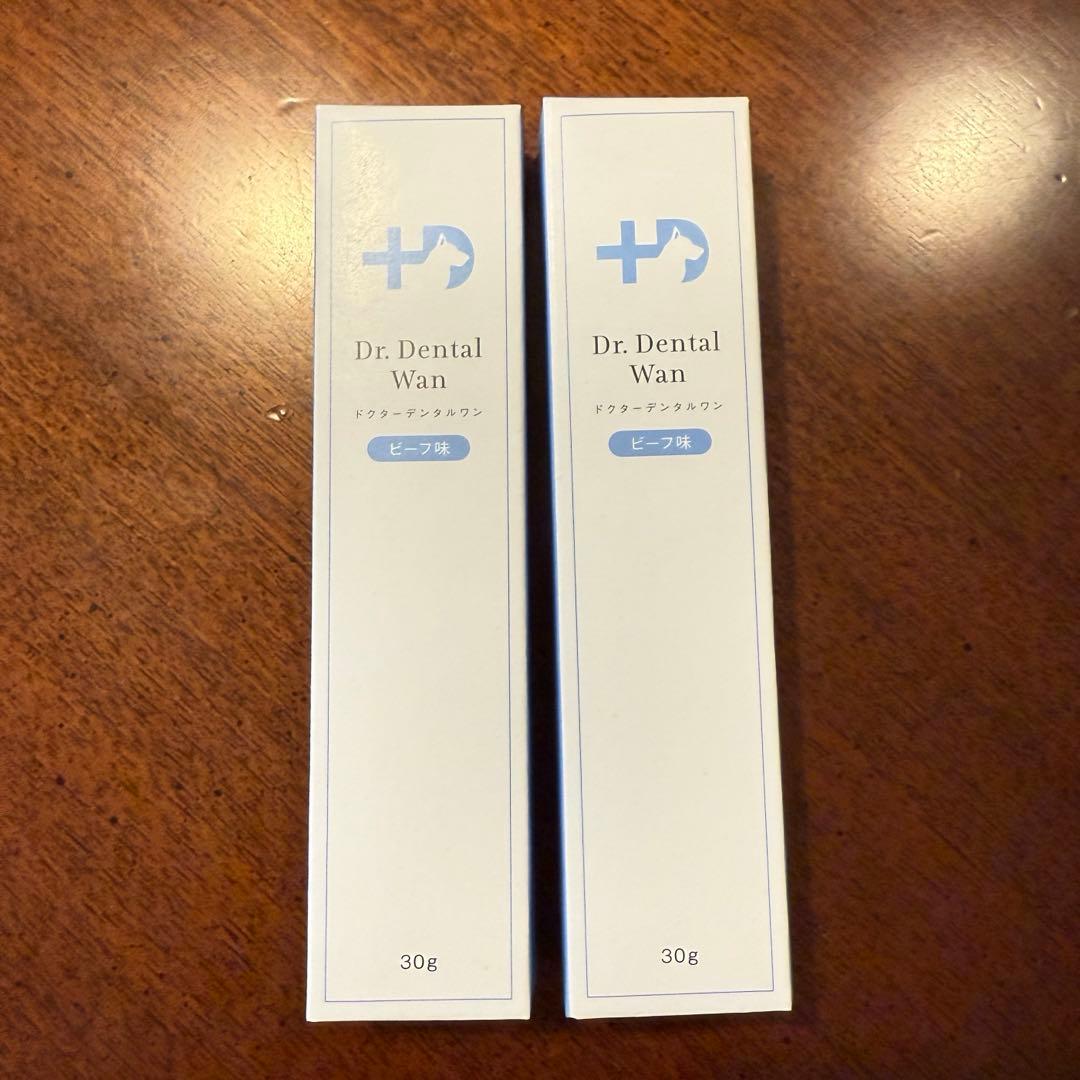 Dr. Dental
Wan
ドクターデンタルワン
ビーフ味
30g
Dr. Dental
Wan
ドクターデンタルワン
ビーフ味
30g